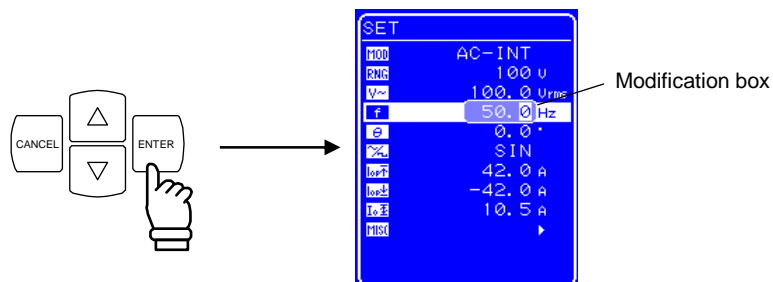 CANCEL
△
▽
ENTER
SET
MOD AC-INT
RNG 100 V
V~ 100.0 Vrms
f 50.0 Hz
θ 0.0 °
SIN
42.0 A
-42.0 A
10.5 A
MISC
Modification box